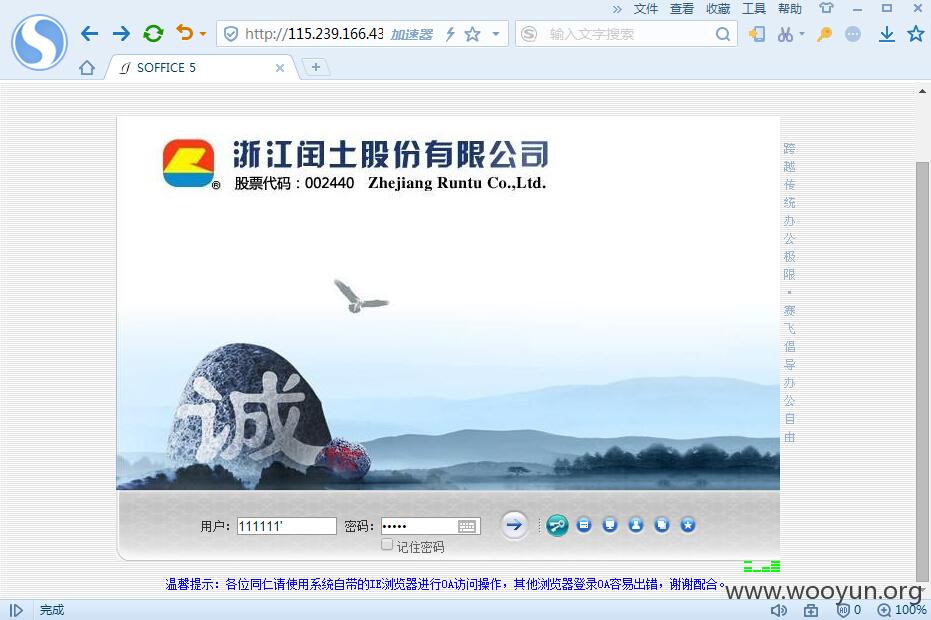 文件 查看 收藏 工具 帮助
http://115.239.166.43 加速器
输入文字搜索
SOFFICE 5
浙江闰土股份有限公司
股票代码：002440 Zhejiang Runtu Co.,Ltd.
跨越传统办公极限·赛飞倡导办公自由
诚
用户: 111111' 密码: •••••
记住密码
温馨提示：各位同仁请使用系统自带的IE浏览器进行OA访问操作，其他浏览器登录OA容易出错，谢谢配合。
www.wooyun.org
完成
0
100%